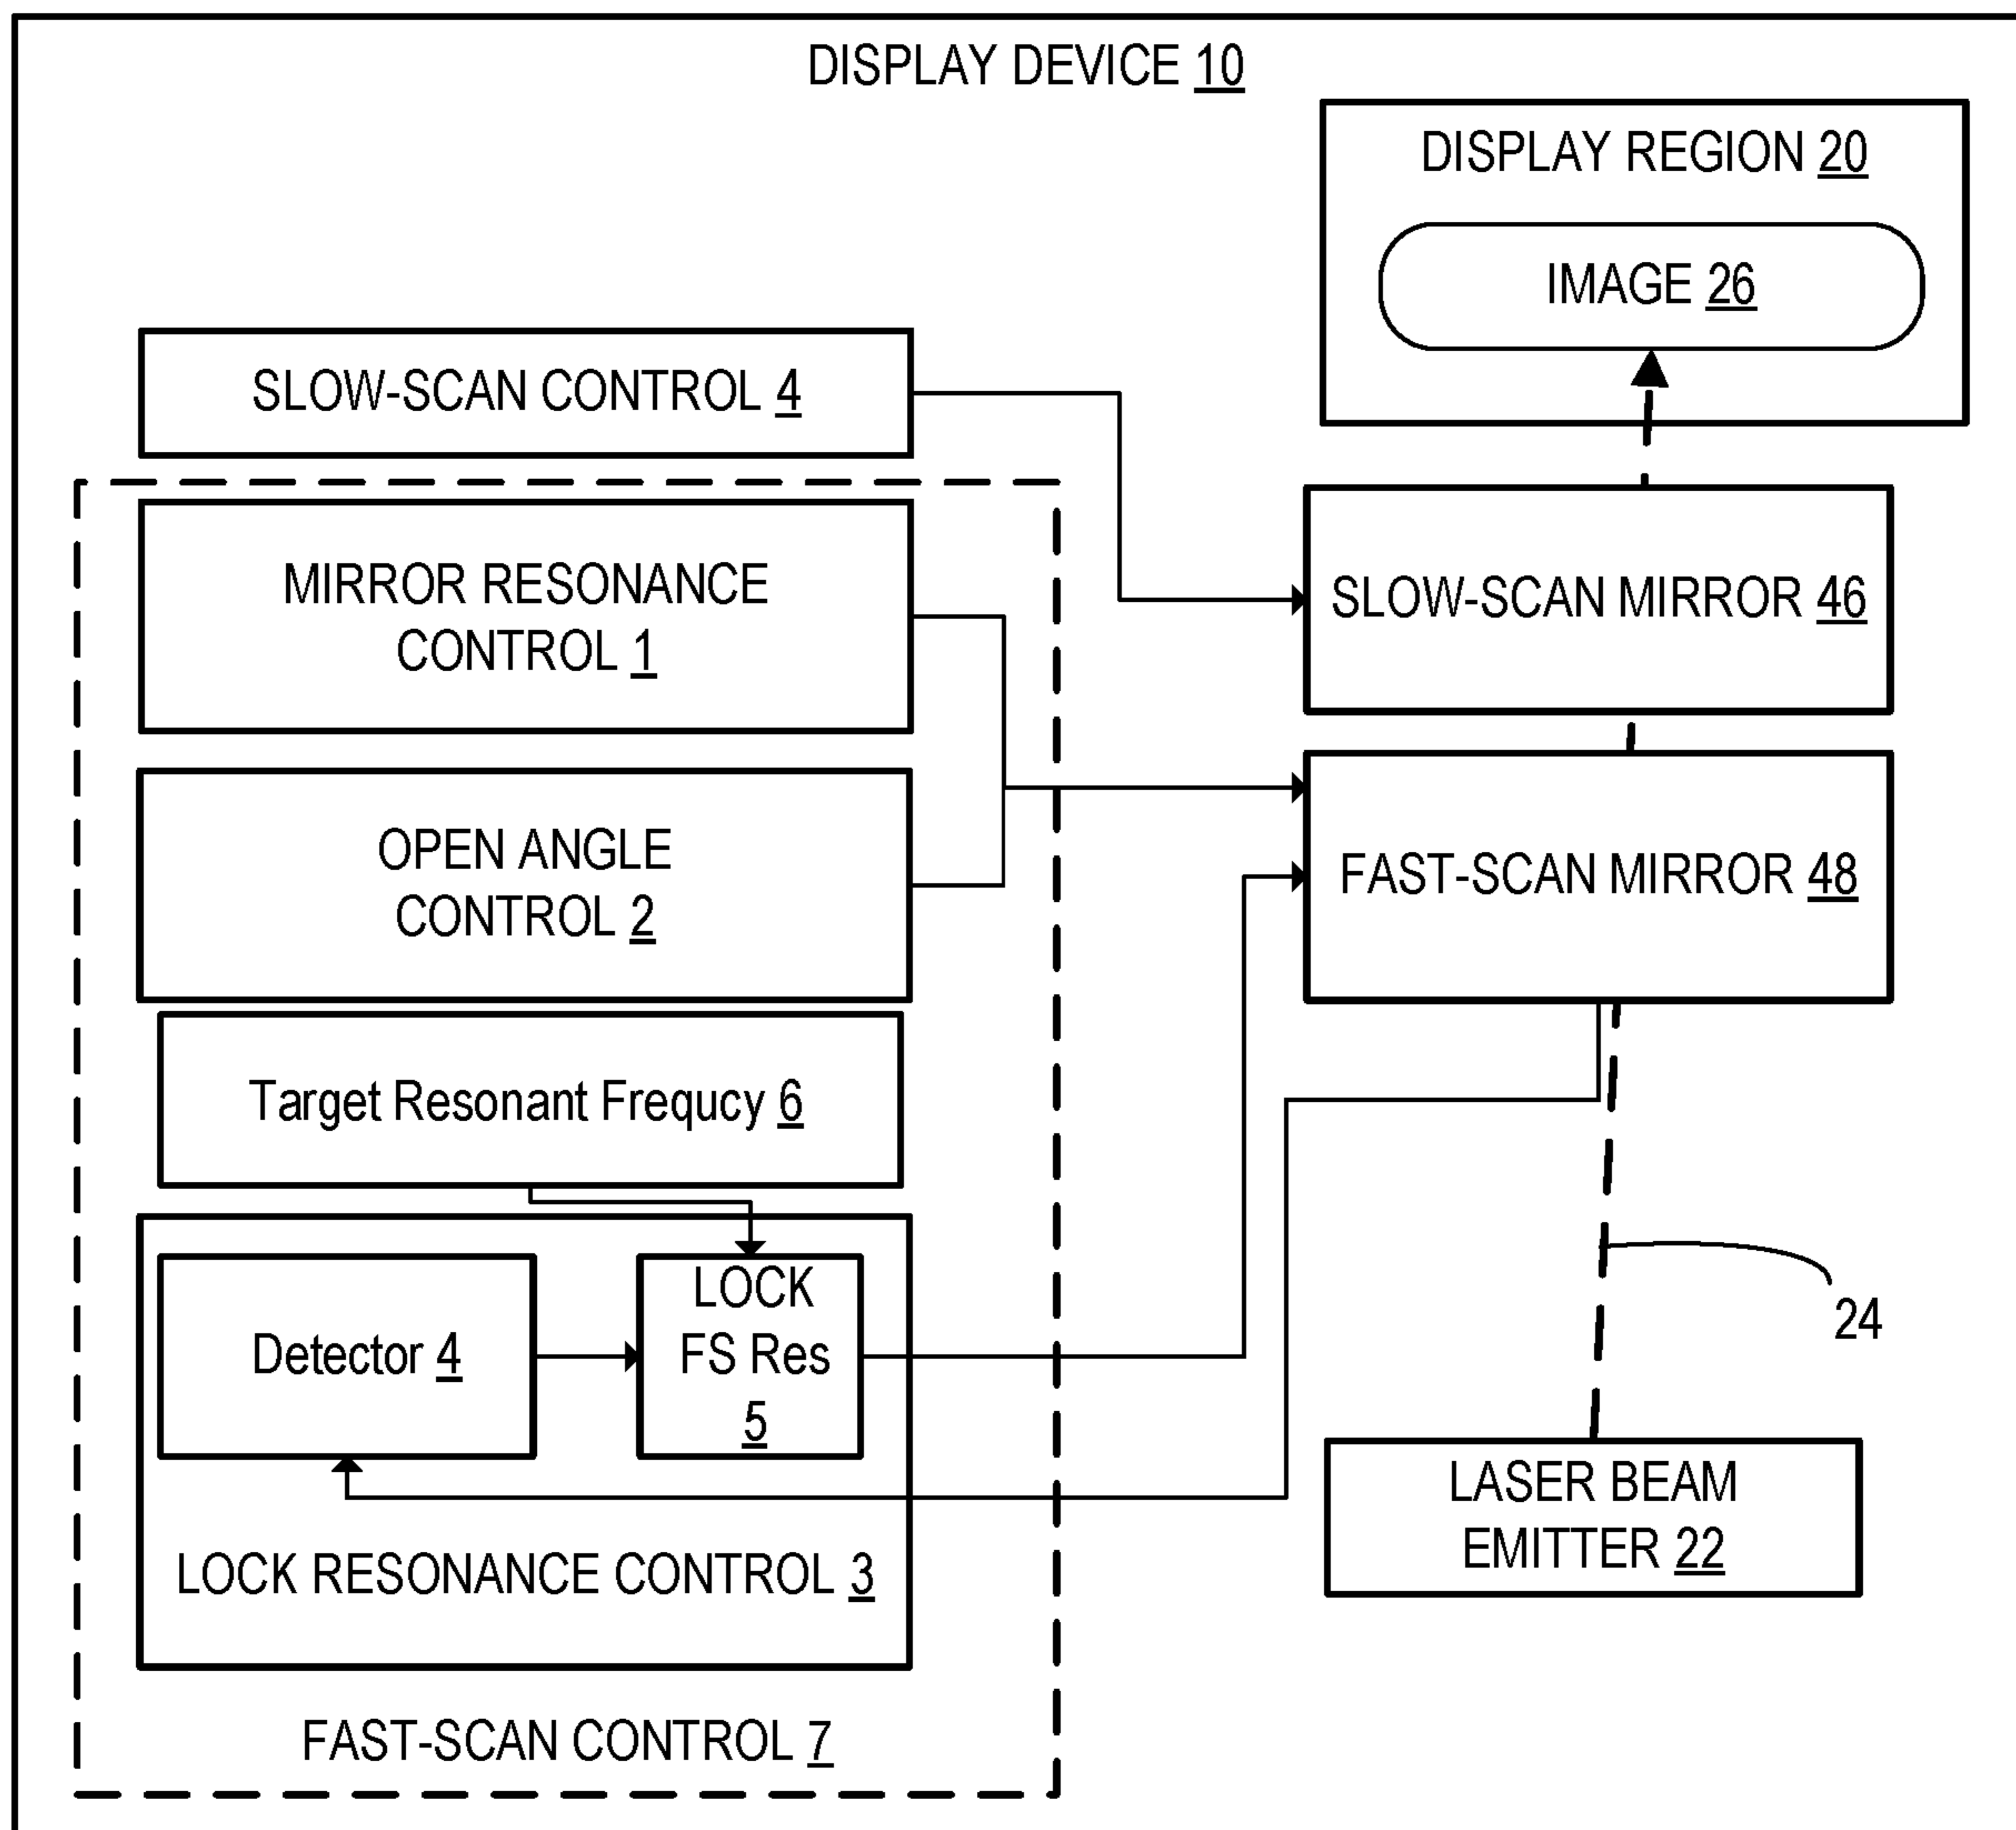 DISPLAY DEVICE 10
DISPLAY REGION 20
IMAGE 26
SLOW-SCAN CONTROL 4
MIRROR RESONANCE
CONTROL 1
SLOW-SCAN MIRROR 46
OPEN ANGLE
CONTROL 2
FAST-SCAN MIRROR 48
Target Resonant Frequcy 6
Detector 4
LOCK
FS Res
5
24
LOCK RESONANCE CONTROL 3
LASER BEAM
EMITTER 22
FAST-SCAN CONTROL 7